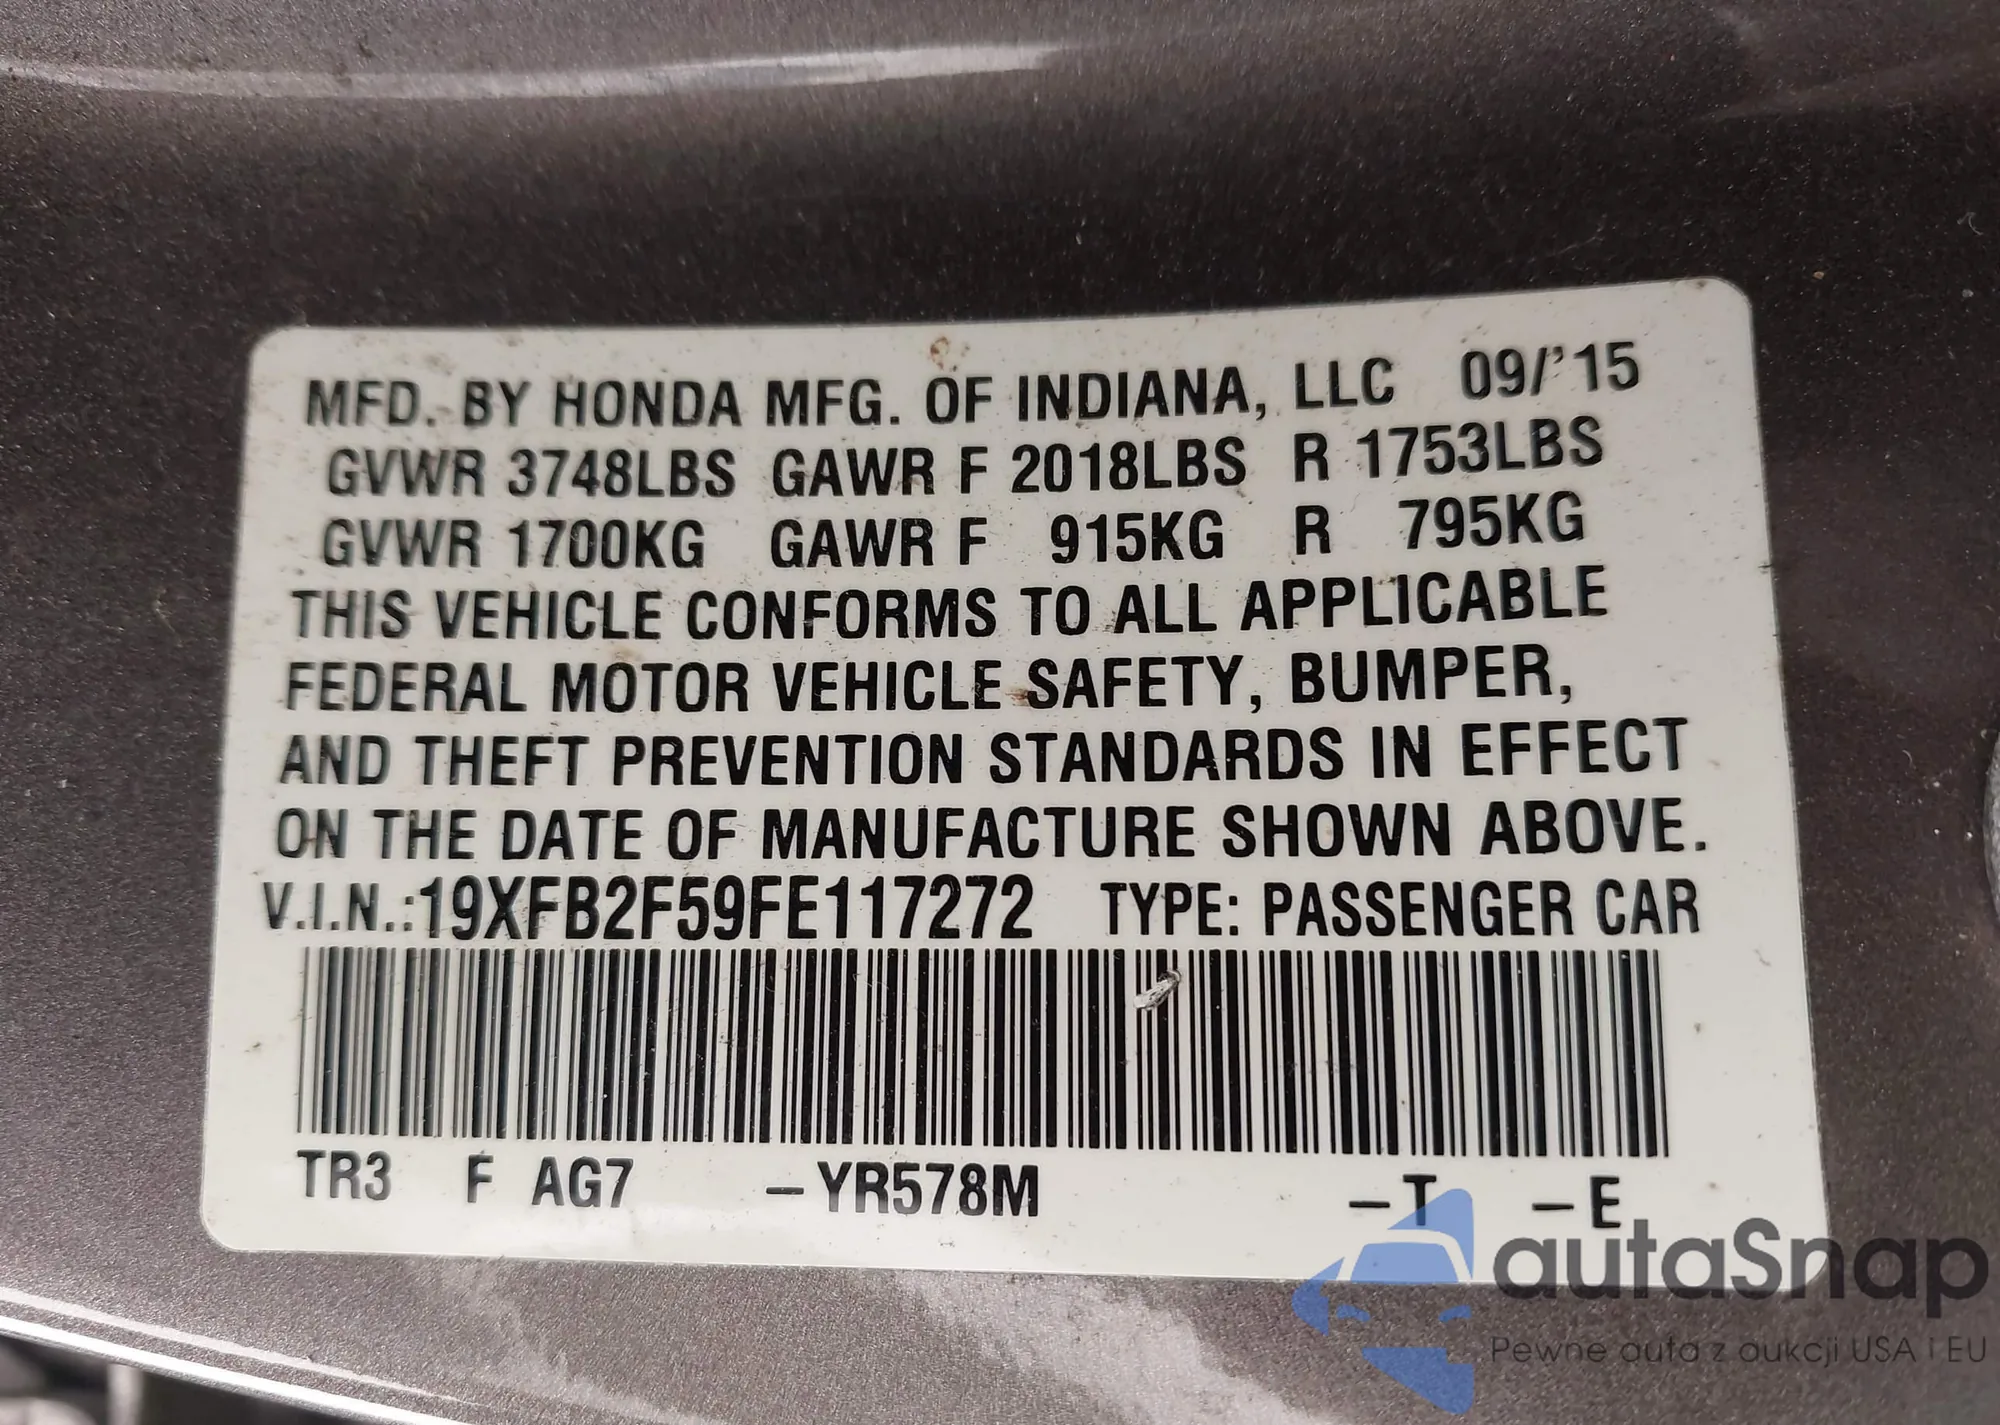 MFD. BY HONDA MFG. OF INDIANA, LLC 09/'15
GVWR 3748LBS GAWR F 2018LBS R 1753LBS
GVWR 1700KG GAWR F 915KG R 795KG
THIS VEHICLE CONFORMS TO ALL APPLICABLE
FEDERAL MOTOR VEHICLE SAFETY, BUMPER,
AND THEFT PREVENTION STANDARDS IN EFFECT
ON THE DATE OF MANUFACTURE SHOWN ABOVE.
V.I.N.:19XFB2F59FE117272 TYPE: PASSENGER CAR
TR3 F AG7 –YR578M –T –E
autaSnap
Pewne auta z aukcji USA i EU